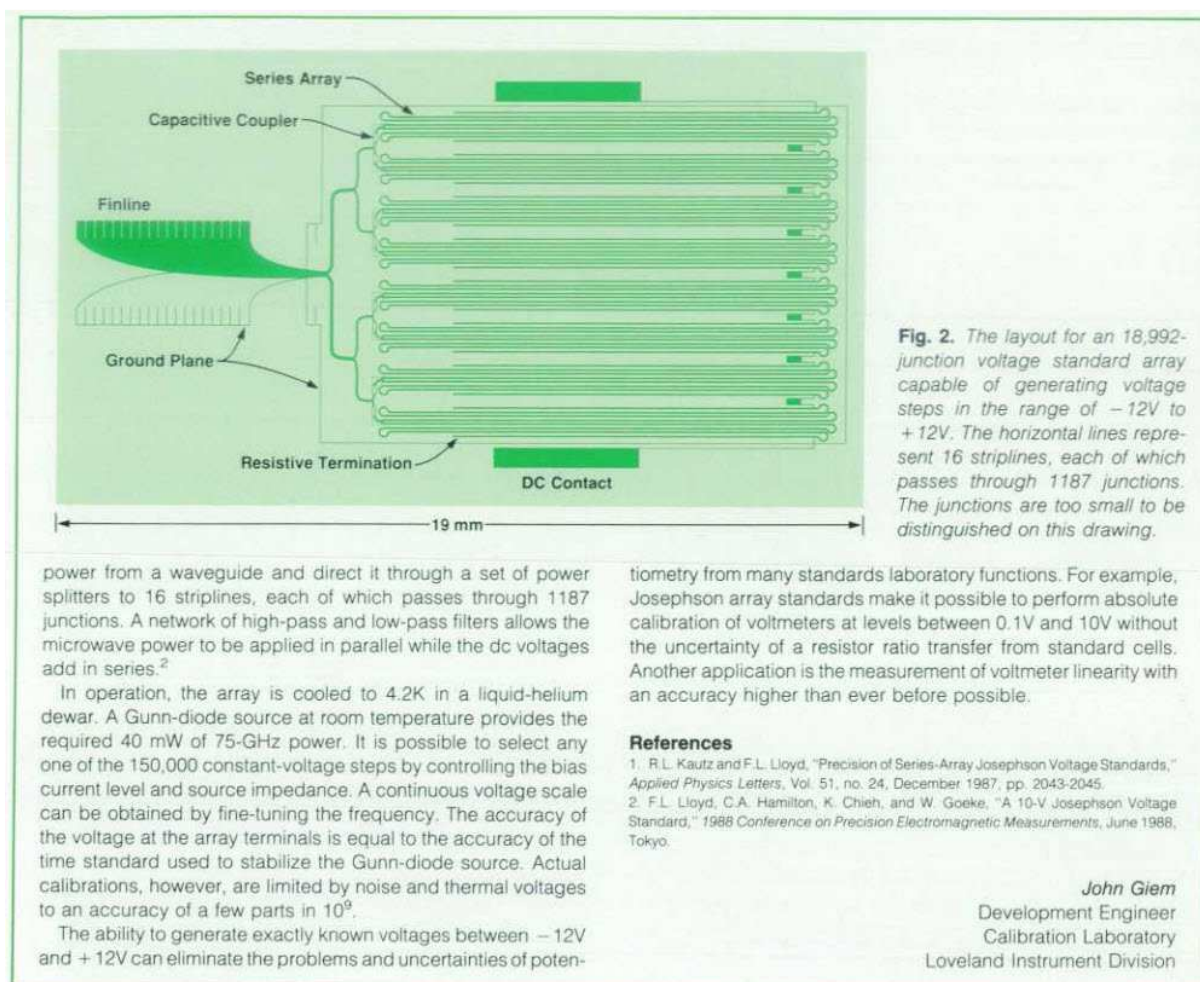 Series Array
Capacitive Coupler
Finline
Ground Plane
Resistive Termination
DC Contact
19 mm
Fig. 2. The layout for an 18,992-
junction voltage standard array
capable of generating voltage
steps in the range of −12V to
+12V. The horizontal lines repre-
sent 16 striplines, each of which
passes through 1187 junctions.
The junctions are too small to be
distinguished on this drawing.
power from a waveguide and direct it through a set of power
splitters to 16 striplines, each of which passes through 1187
junctions. A network of high-pass and low-pass filters allows the
microwave power to be applied in parallel while the dc voltages
add in series.²
In operation, the array is cooled to 4.2K in a liquid-helium
dewar. A Gunn-diode source at room temperature provides the
required 40 mW of 75-GHz power. It is possible to select any
one of the 150,000 constant-voltage steps by controlling the bias
current level and source impedance. A continuous voltage scale
can be obtained by fine-tuning the frequency. The accuracy of
the voltage at the array terminals is equal to the accuracy of the
time standard used to stabilize the Gunn-diode source. Actual
calibrations, however, are limited by noise and thermal voltages
to an accuracy of a few parts in 10⁹.
The ability to generate exactly known voltages between −12V
and +12V can eliminate the problems and uncertainties of poten-
tiometry from many standards laboratory functions. For example,
Josephson array standards make it possible to perform absolute
calibration of voltmeters at levels between 0.1V and 10V without
the uncertainty of a resistor ratio transfer from standard cells.
Another application is the measurement of voltmeter linearity with
an accuracy higher than ever before possible.
References
1. R.L. Kautz and F.L. Lloyd, "Precision of Series-Array Josephson Voltage Standards,"
Applied Physics Letters, Vol. 51, no. 24, December 1987, pp. 2043-2045.
2. F.L. Lloyd, C.A. Hamilton, K. Chieh, and W. Goeke, "A 10-V Josephson Voltage
Standard," 1988 Conference on Precision Electromagnetic Measurements, June 1988,
Tokyo.
John Giem
Development Engineer
Calibration Laboratory
Loveland Instrument Division